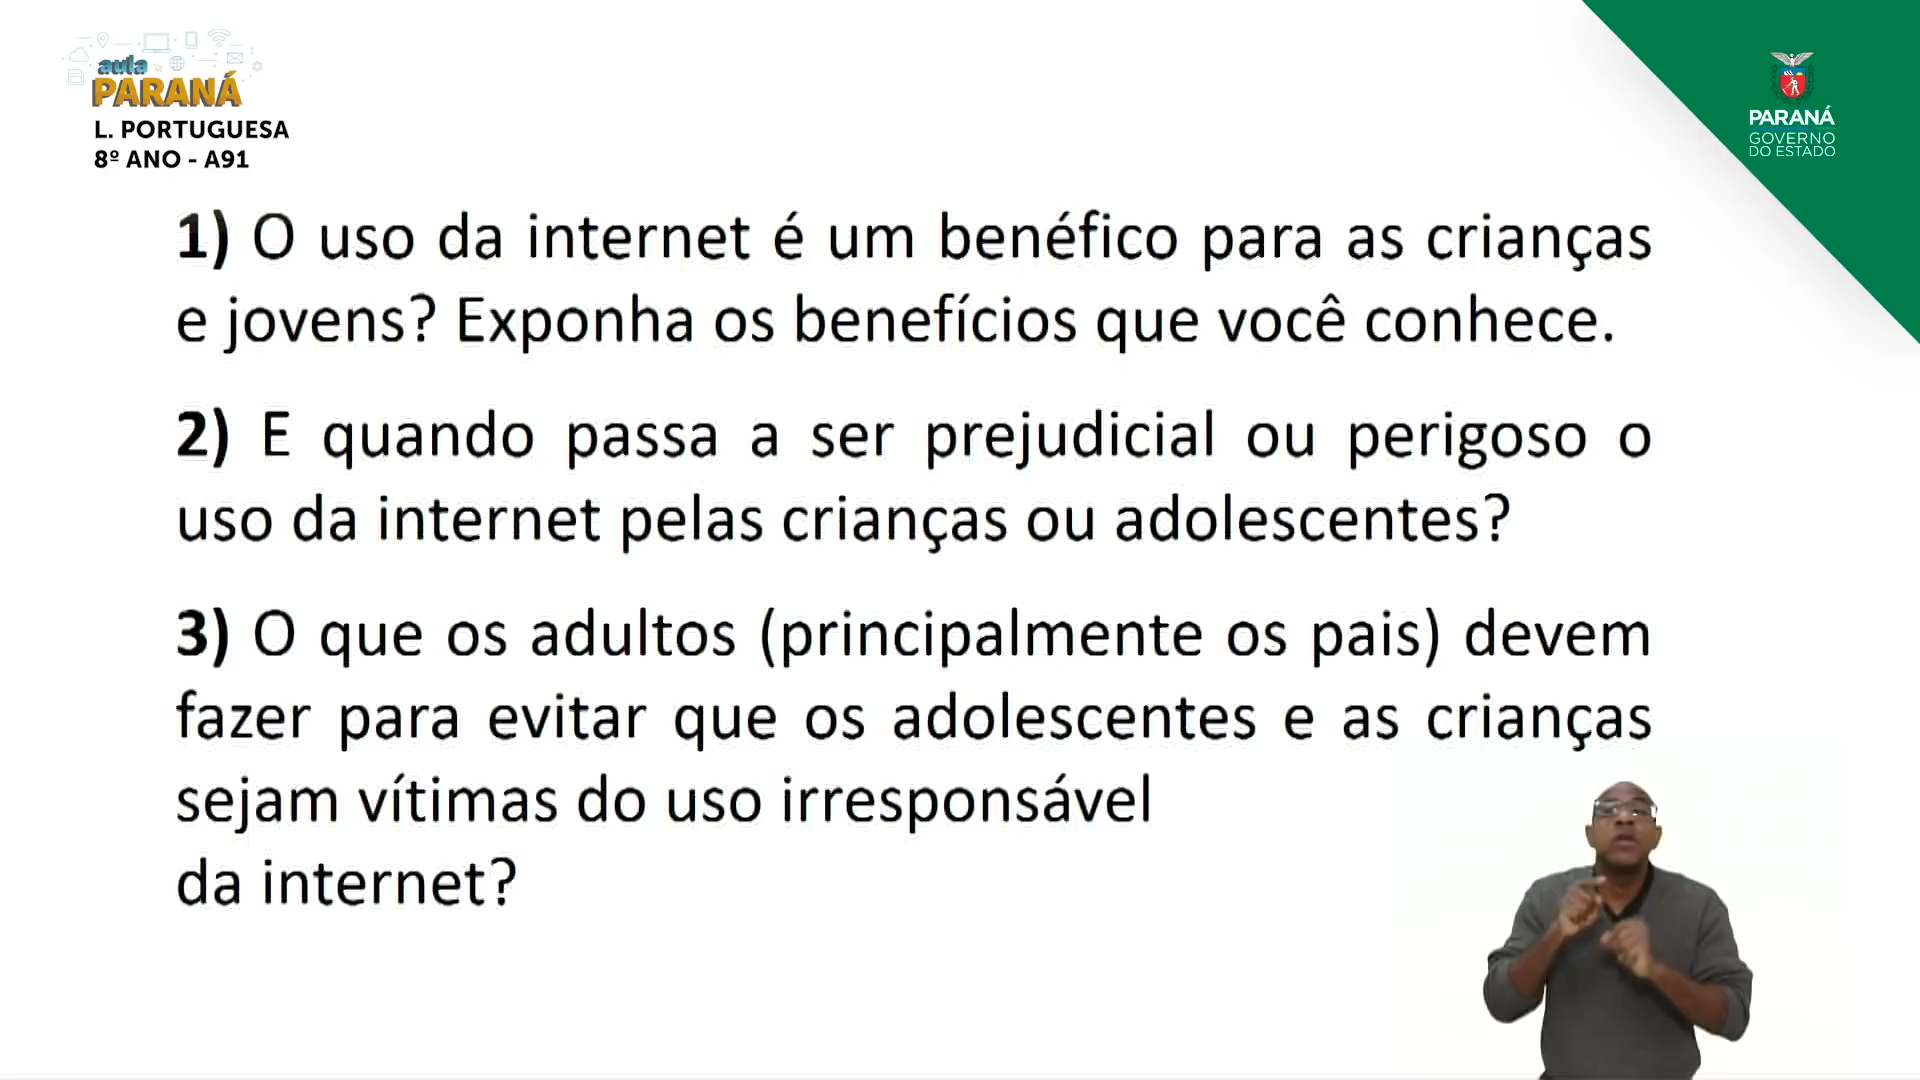 aula
PARANÁ
L. PORTUGUESA
8º ANO - A91
PARANÁ
GOVERNO
DO ESTADO
1) O uso da internet é um benéfico para as crianças
e jovens? Exponha os benefícios que você conhece.
2) E quando passa a ser prejudicial ou perigoso o
uso da internet pelas crianças ou adolescentes?
3) O que os adultos (principalmente os pais) devem
fazer para evitar que os adolescentes e as crianças
sejam vítimas do uso irresponsável
da internet?